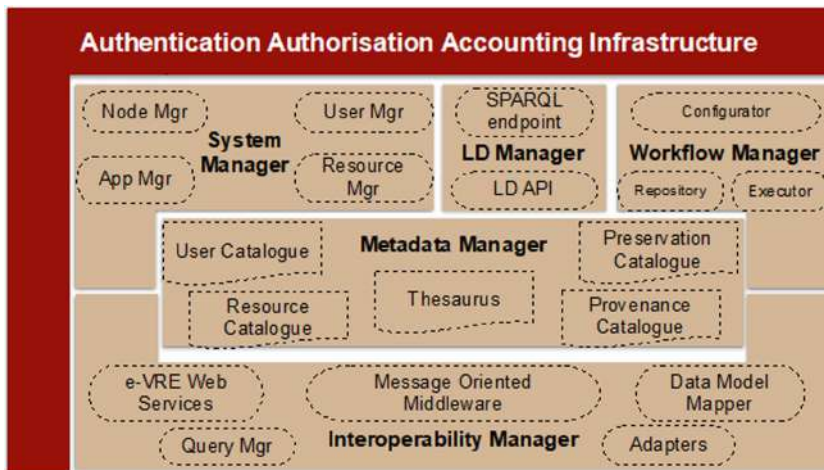 Authentication Authorisation Accounting Infrastructure
Node Mgr
User Mgr
System
Manager
App Mgr
Resource
Mgr
SPARQL
endpoint
LD Manager
LD API
Configurator
Workflow Manager
Repository
Executor
User Catalogue
Metadata Manager
Preservation
Catalogue
Resource
Catalogue
Thesaurus
Provenance
Catalogue
e-VRE Web
Services
Message Oriented
Middleware
Data Model
Mapper
Query Mgr
Interoperability Manager
Adapters